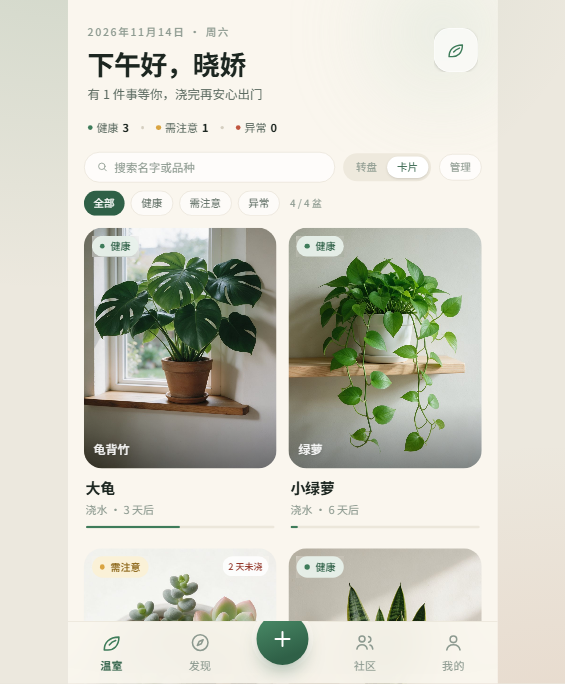 2026年11月14日 · 周六
下午好，晓娇
有 1 件事等你，浇完再安心出门
健康 3 · 需注意 1 · 异常 0
搜索名字或品种
转盘 卡片 管理
全部 健康 需注意 异常 4 / 4 盆
健康 健康
龟背竹 绿萝
大龟 小绿萝
浇水 · 3 天后 浇水 · 6 天后
需注意 2 天未浇 健康
温室 发现 社区 我的